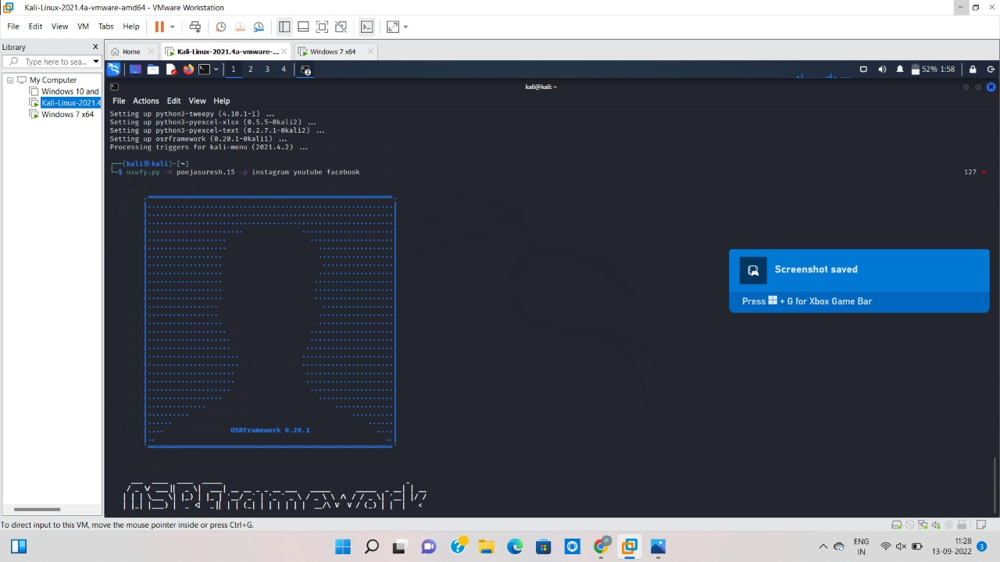 Kali-Linux-2021.4a-vmware-amd64 - VMware Workstation
File Edit View VM Tabs Help
Library
Type here to sea...
My Computer
Windows 10 and
Kali-Linux-2021.4
Windows 7 x64
Home Kali-Linux-2021.4a-vmware-... Windows 7 x64
1 2 3 4 52% 1:58
kali@kali: ~
File Actions Edit View Help
Setting up python3-tweepy (4.10.1-1) ...
Setting up python3-pyexcel-xlsx (0.5.5-0kali2) ...
Setting up python3-pyexcel-text (0.2.7.1-0kali2) ...
Setting up osrframework (0.20.1-0kali1) ...
Processing triggers for kali-menu (2021.4.2) ...
┌──(kali㉿kali)-[~]
└─$ usufy.py -n poojasuresh.15 -p instagram youtube facebook 127 ×
OSRFramework 0.20.1
OSRFramework
Screenshot saved
Press + G for Xbox Game Bar
To direct input to this VM, move the mouse pointer inside or press Ctrl+G.
ENG
IN
11:28
13-09-2022
3